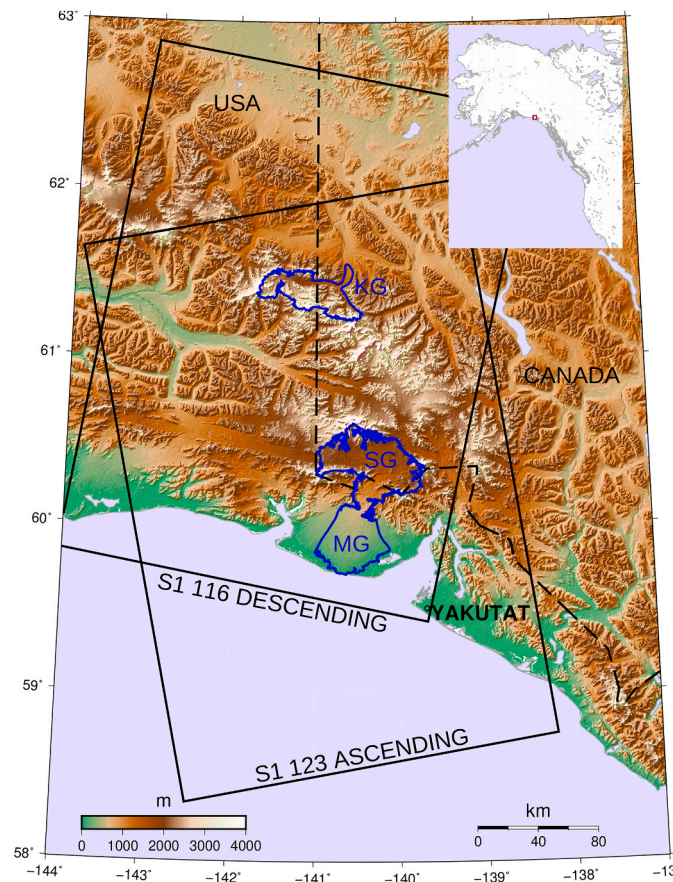 63°
USA
62°
KG
61°
CANADA
SG
60°
MG
S1 116 DESCENDING
YAKUTAT
59°
S1 123 ASCENDING
m
km
0 1000 2000 3000 4000
0 40 80
58°
−144° −143° −142° −141° −140° −139° −138° −13